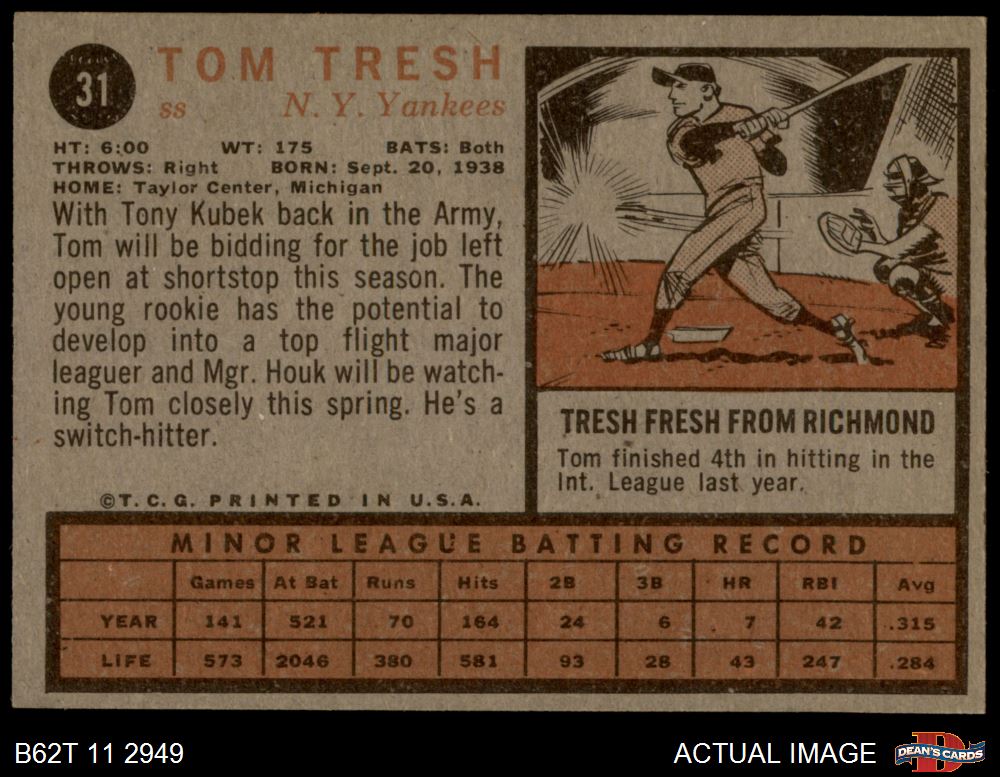 31
TOM TRESH
ss N. Y. Yankees
HT: 6:00 WT: 175 BATS: Both
THROWS: Right BORN: Sept. 20, 1938
HOME: Taylor Center, Michigan
With Tony Kubek back in the Army,
Tom will be bidding for the job left
open at shortstop this season. The
young rookie has the potential to
develop into a top flight major
leaguer and Mgr. Houk will be watch-
ing Tom closely this spring. He's a
switch-hitter.
©T.C.G. PRINTED IN U.S.A.
TRESH FRESH FROM RICHMOND
Tom finished 4th in hitting in the
Int. League last year.
MINOR LEAGUE BATTING RECORD
Games At Bat Runs Hits 2B 3B HR RBI Avg
YEAR 141 521 70 164 24 6 7 42 .315
LIFE 573 2046 380 581 93 28 43 247 .284
B62T 11 2949
ACTUAL IMAGE
DEAN'S CARDS